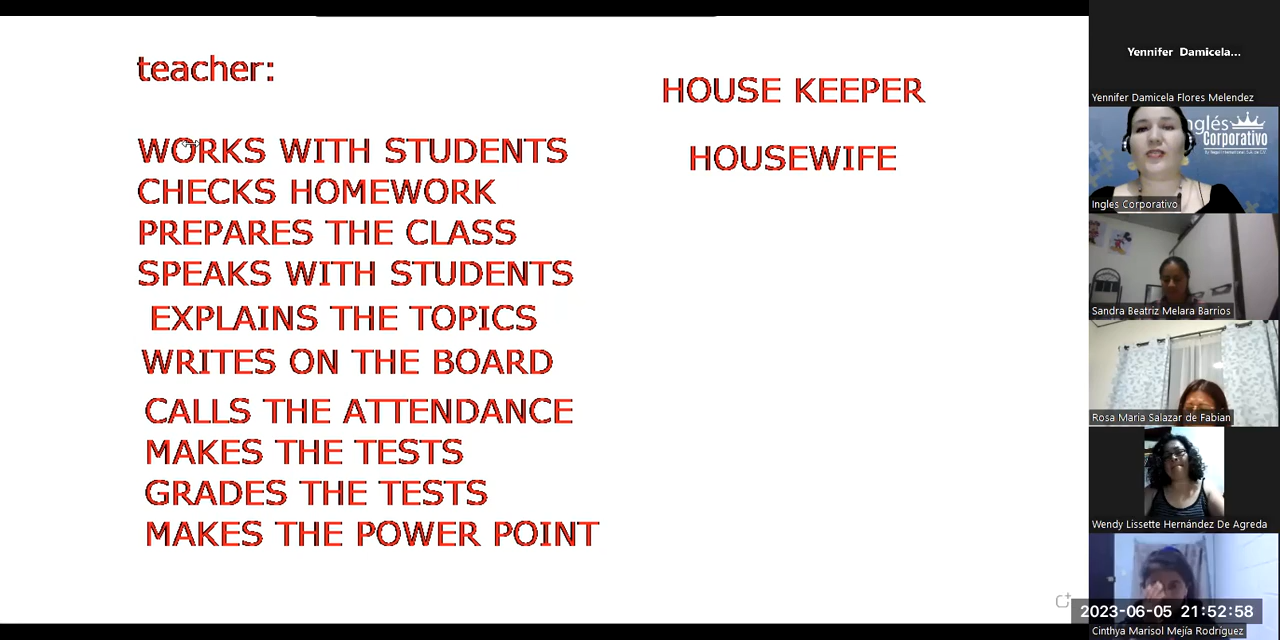 teacher:
WORKS WITH STUDENTS
CHECKS HOMEWORK
PREPARES THE CLASS
SPEAKS WITH STUDENTS
EXPLAINS THE TOPICS
WRITES ON THE BOARD
CALLS THE ATTENDANCE
MAKES THE TESTS
GRADES THE TESTS
MAKES THE POWER POINT
HOUSE KEEPER
HOUSEWIFE
Yennifer Damicela...
Yennifer Damicela Flores Melendez
nglés
Corporativo
Ingles Corporativo
Sandra Beatriz Melara Barrios
Rosa Maria Salazar de Fabian
Wendy Lissette Hernández De Agreda
2023-06-05 21:52:58
Cinthya Marisol Mejía Rodríguez